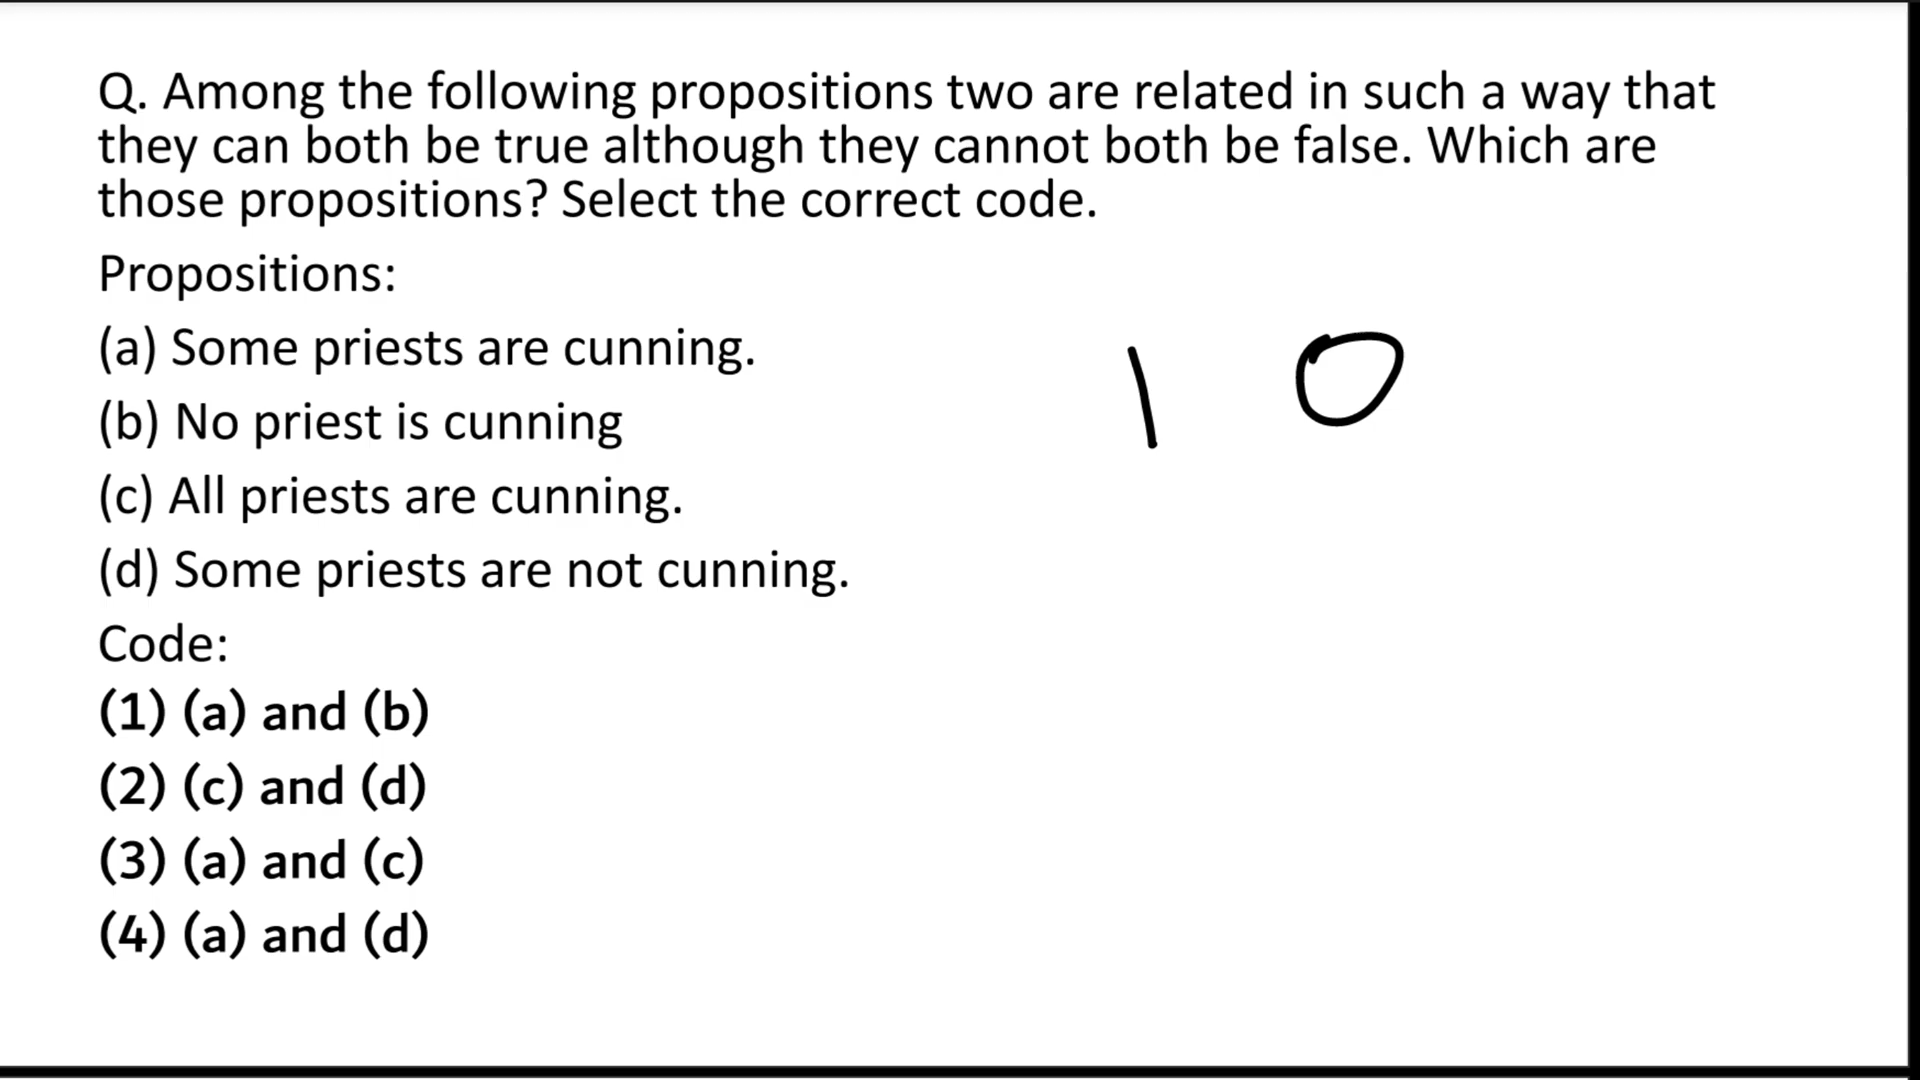 Q. Among the following propositions two are related in such a way that
they can both be true although they cannot both be false. Which are
those propositions? Select the correct code.
Propositions:
(a) Some priests are cunning.
(b) No priest is cunning
(c) All priests are cunning.
(d) Some priests are not cunning.
Code:
(1) (a) and (b)
(2) (c) and (d)
(3) (a) and (c)
(4) (a) and (d)
I O